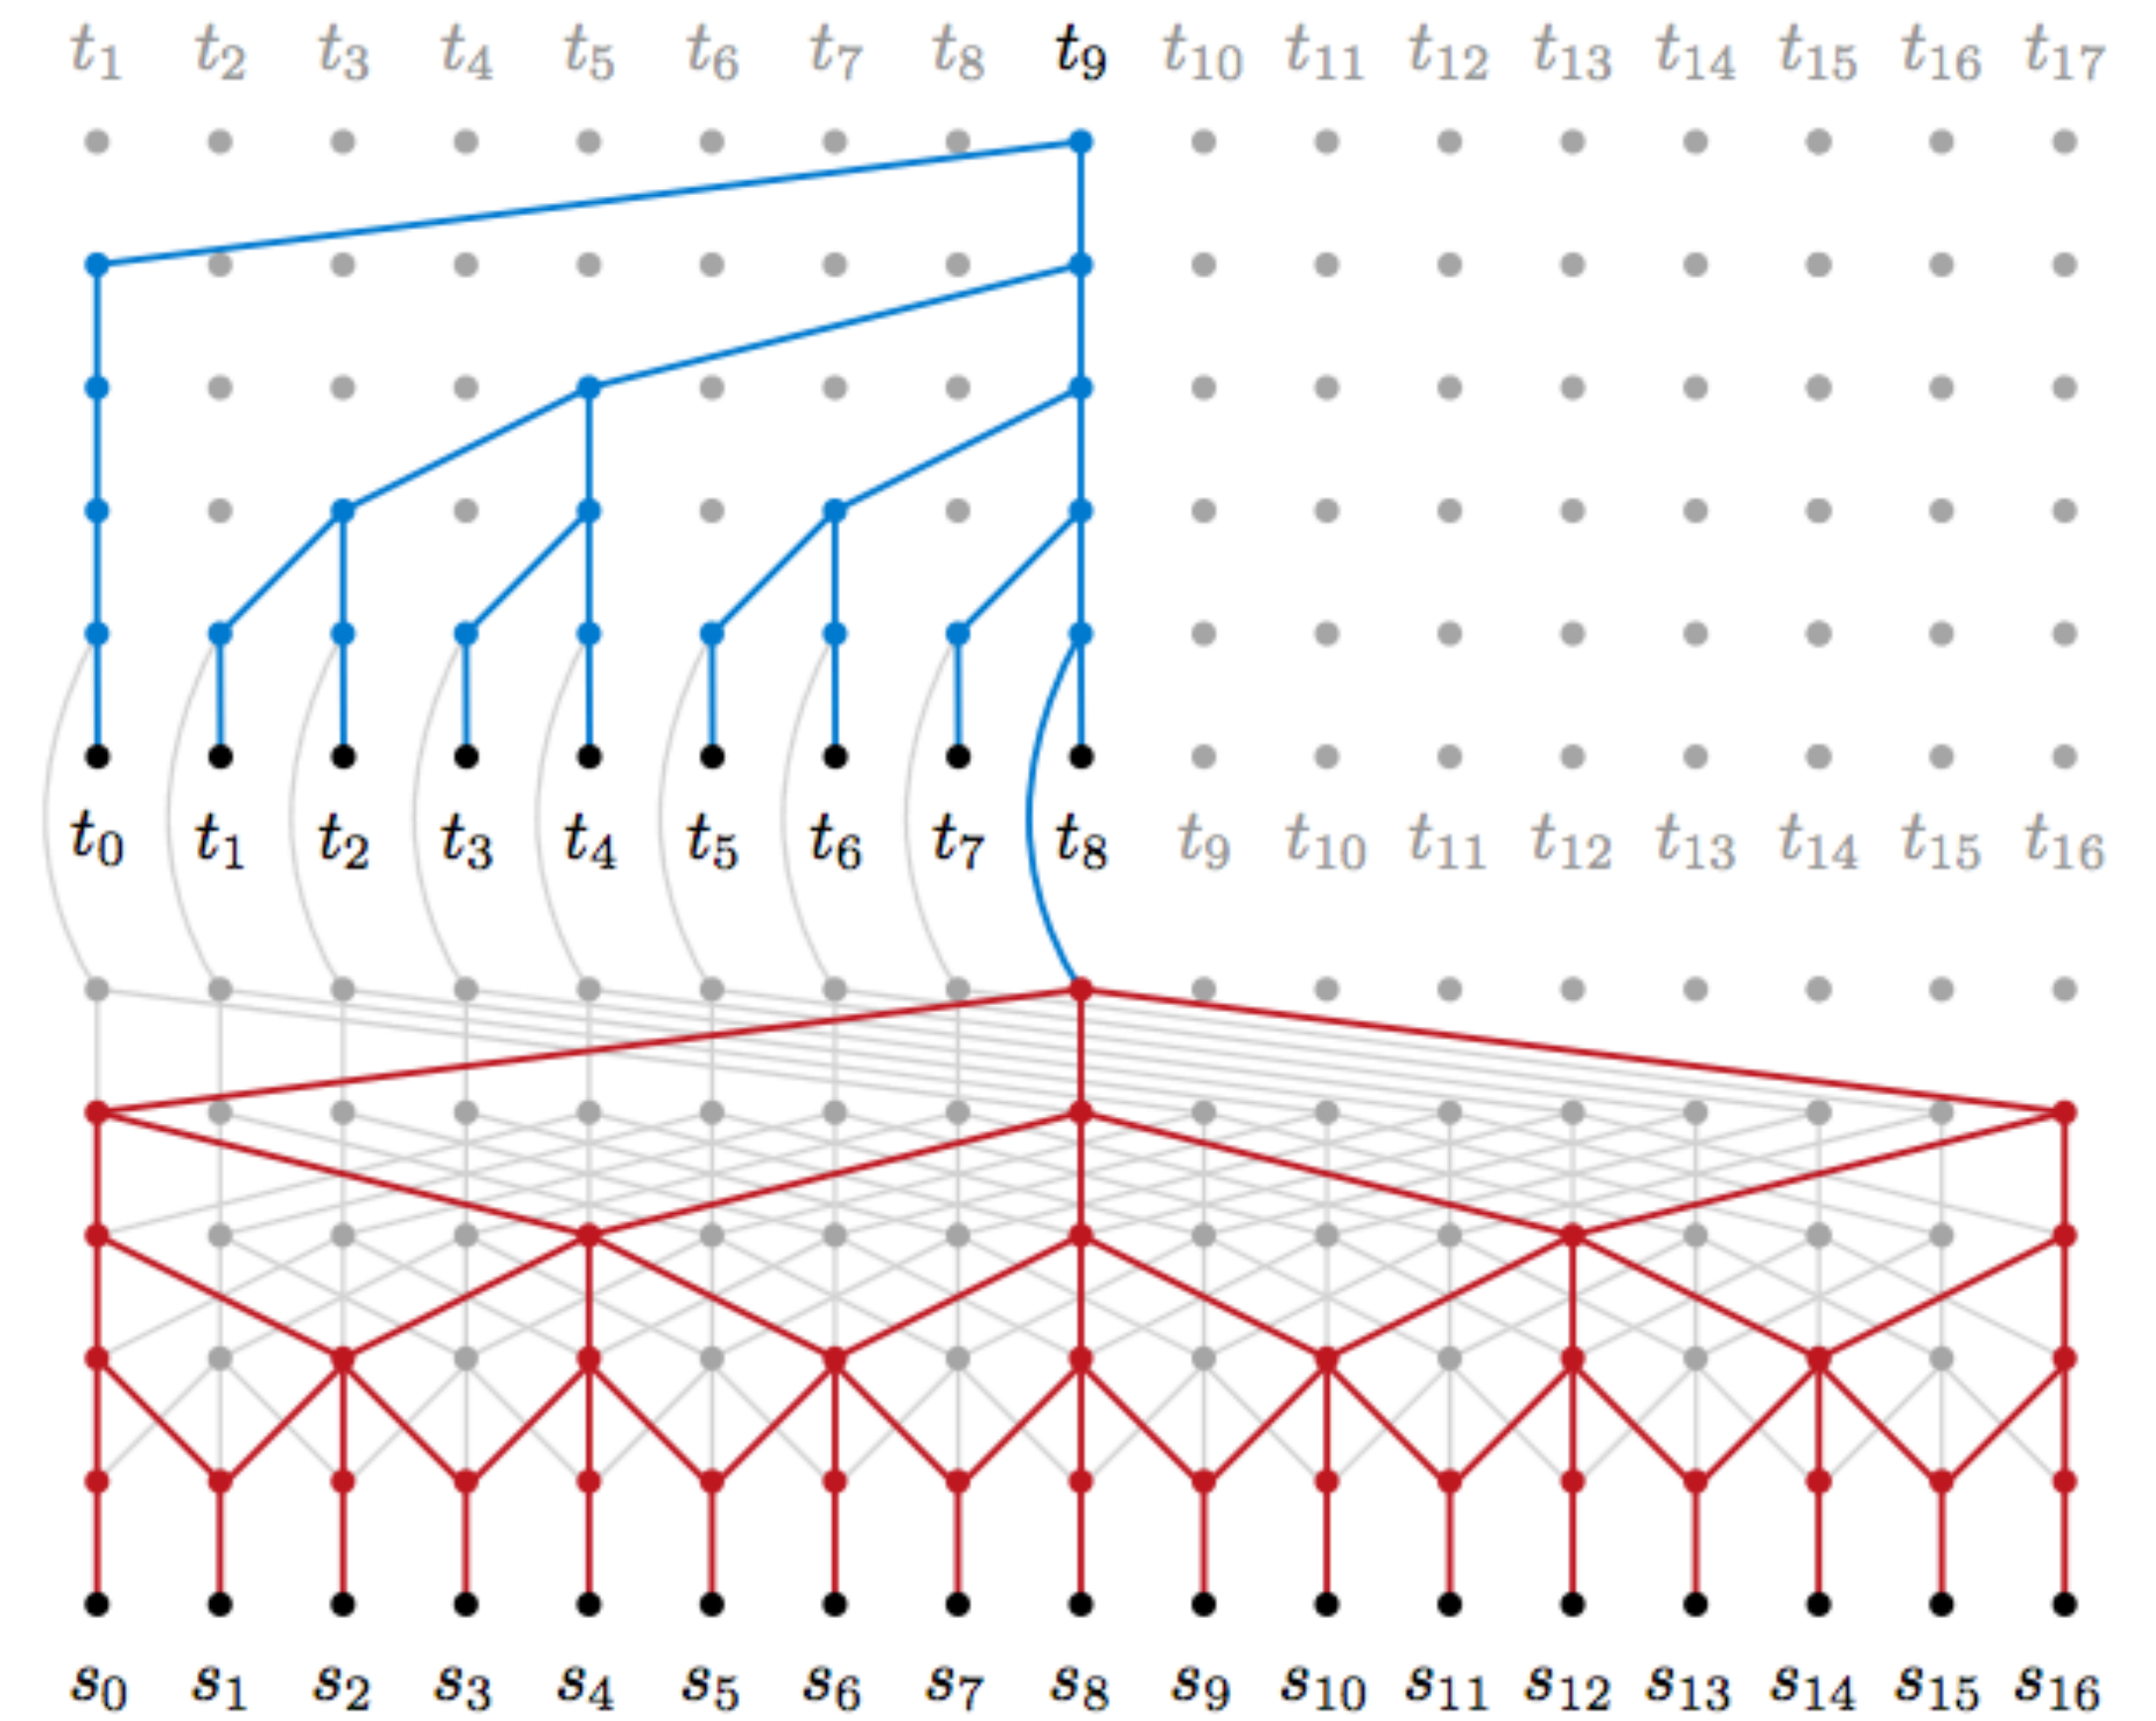 t1 t2 t3 t4 t5 t6 t7 t8 t9 t10 t11 t12 t13 t14 t15 t16 t17
t0 t1 t2 t3 t4 t5 t6 t7 t8 t9 t10 t11 t12 t13 t14 t15 t16
s0 s1 s2 s3 s4 s5 s6 s7 s8 s9 s10 s11 s12 s13 s14 s15 s16